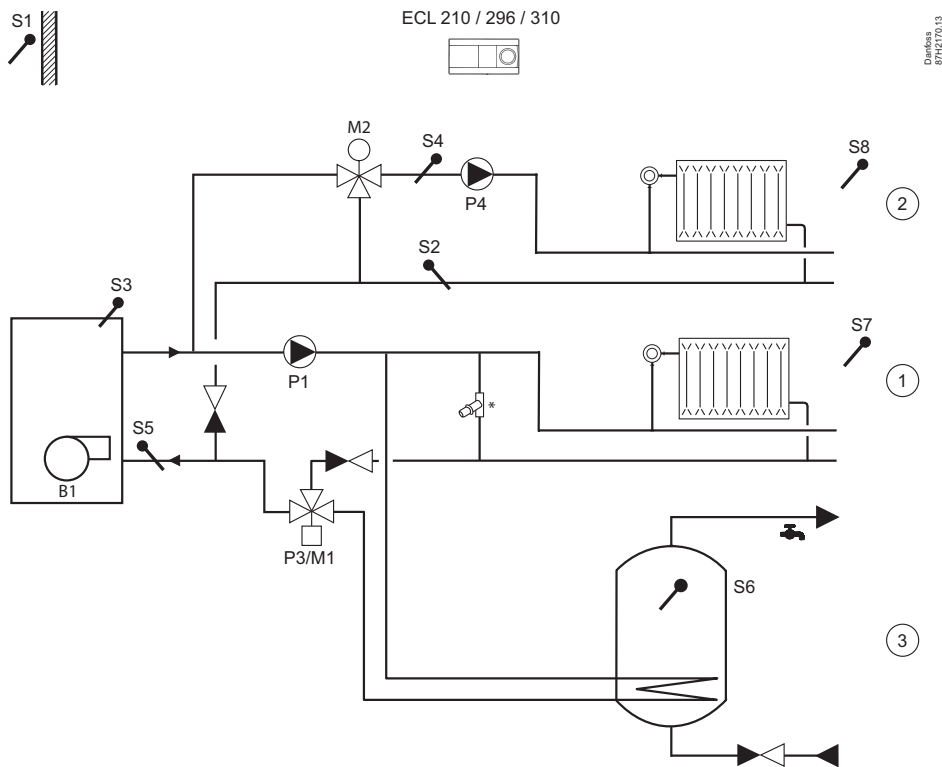 S1
ECL 210 / 296 / 310
Danfoss
87H2170.13
M2
S4
S8
P4
2
S2
S3
S7
P1
1
*
S5
B1
P3/M1
S6
3